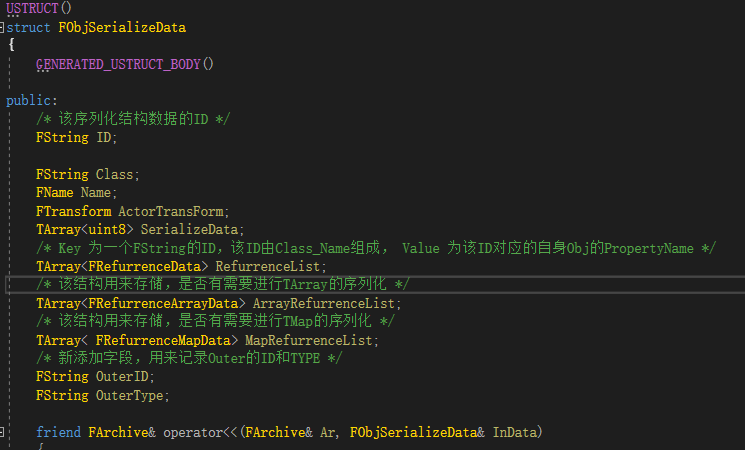 USTRUCT()
struct FObjSerializeData
{
GENERATED_USTRUCT_BODY()
public:
/* 该序列化结构数据的ID */
FString ID;
FString Class;
FName Name;
FTransform ActorTransForm;
TArray<uint8> SerializeData;
/* Key 为一个FString的ID，该ID由Class_Name组成， Value 为该ID对应的自身Obj的PropertyName */
TArray<FRefurrenceData> RefurrenceList;
/* 该结构用来存储，是否有需要进行TArray的序列化 */
TArray<FRefurrenceArrayData> ArrayRefurrenceList;
/* 该结构用来存储，是否有需要进行TMap的序列化 */
TArray< FRefurrenceMapData> MapRefurrenceList;
/* 新添加字段，用来记录Outer的ID和TYPE */
FString OuterID;
FString OuterType;
friend FArchive& operator<<(FArchive& Ar, FObjSerializeData& InData)
{